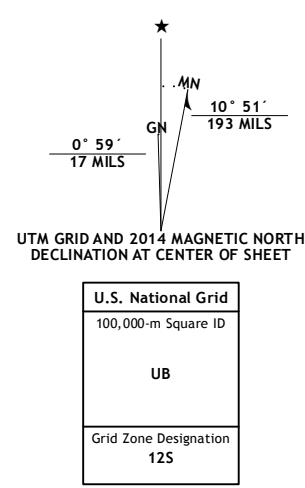 ★
MN
GN
10° 51´
193 MILS
0° 59´
17 MILS
UTM GRID AND 2014 MAGNETIC NORTH
DECLINATION AT CENTER OF SHEET
U.S. National Grid
100,000-m Square ID
UB
Grid Zone Designation
12S